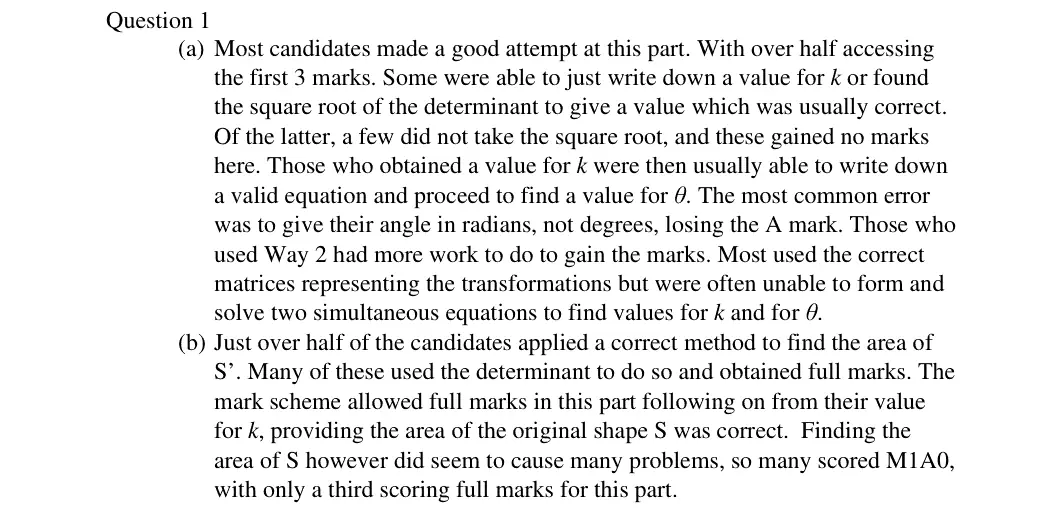 Question 1
(a) Most candidates made a good attempt at this part. With over half accessing
the first 3 marks. Some were able to just write down a value for k or found
the square root of the determinant to give a value which was usually correct.
Of the latter, a few did not take the square root, and these gained no marks
here. Those who obtained a value for k were then usually able to write down
a valid equation and proceed to find a value for θ. The most common error
was to give their angle in radians, not degrees, losing the A mark. Those who
used Way 2 had more work to do to gain the marks. Most used the correct
matrices representing the transformations but were often unable to form and
solve two simultaneous equations to find values for k and for θ.
(b) Just over half of the candidates applied a correct method to find the area of
S’. Many of these used the determinant to do so and obtained full marks. The
mark scheme allowed full marks in this part following on from their value
for k, providing the area of the original shape S was correct.  Finding the
area of S however did seem to cause many problems, so many scored M1A0,
with only a third scoring full marks for this part.